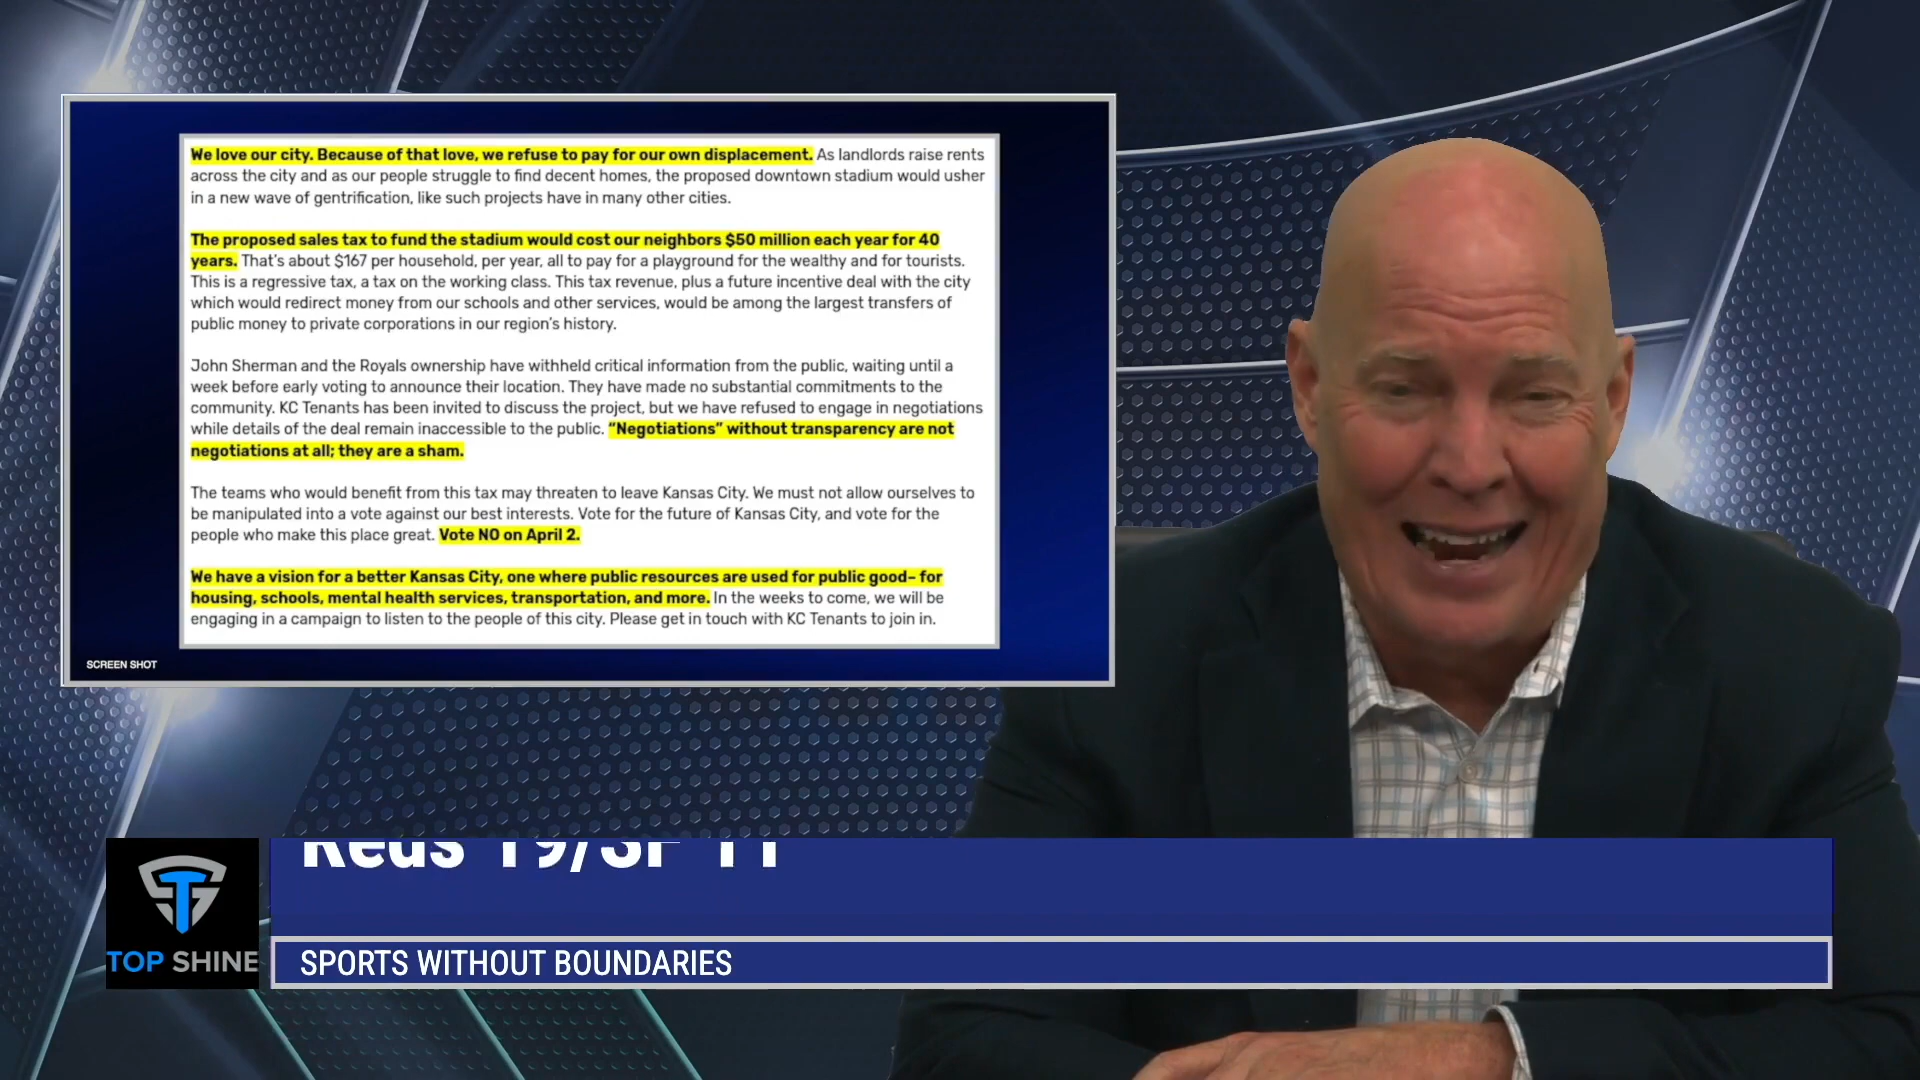 We love our city. Because of that love, we refuse to pay for our own displacement. As landlords raise rents
across the city and as our people struggle to find decent homes, the proposed downtown stadium would usher
in a new wave of gentrification, like such projects have in many other cities.
The proposed sales tax to fund the stadium would cost our neighbors $50 million each year for 40
years. That's about $167 per household, per year, all to pay for a playground for the wealthy and for tourists.
This is a regressive tax, a tax on the working class. This tax revenue, plus a future incentive deal with the city
which would redirect money from our schools and other services, would be among the largest transfers of
public money to private corporations in our region's history.
John Sherman and the Royals ownership have withheld critical information from the public, waiting until a
week before early voting to announce their location. They have made no substantial commitments to the
community. KC Tenants has been invited to discuss the project, but we have refused to engage in negotiations
while details of the deal remain inaccessible to the public. “Negotiations” without transparency are not
negotiations at all; they are a sham.
The teams who would benefit from this tax may threaten to leave Kansas City. We must not allow ourselves to
be manipulated into a vote against our best interests. Vote for the future of Kansas City, and vote for the
people who make this place great. Vote NO on April 2.
We have a vision for a better Kansas City, one where public resources are used for public good– for
housing, schools, mental health services, transportation, and more. In the weeks to come, we will be
engaging in a campaign to listen to the people of this city. Please get in touch with KC Tenants to join in.
SCREEN SHOT
Reds
TOP SHINE
SPORTS WITHOUT BOUNDARIES